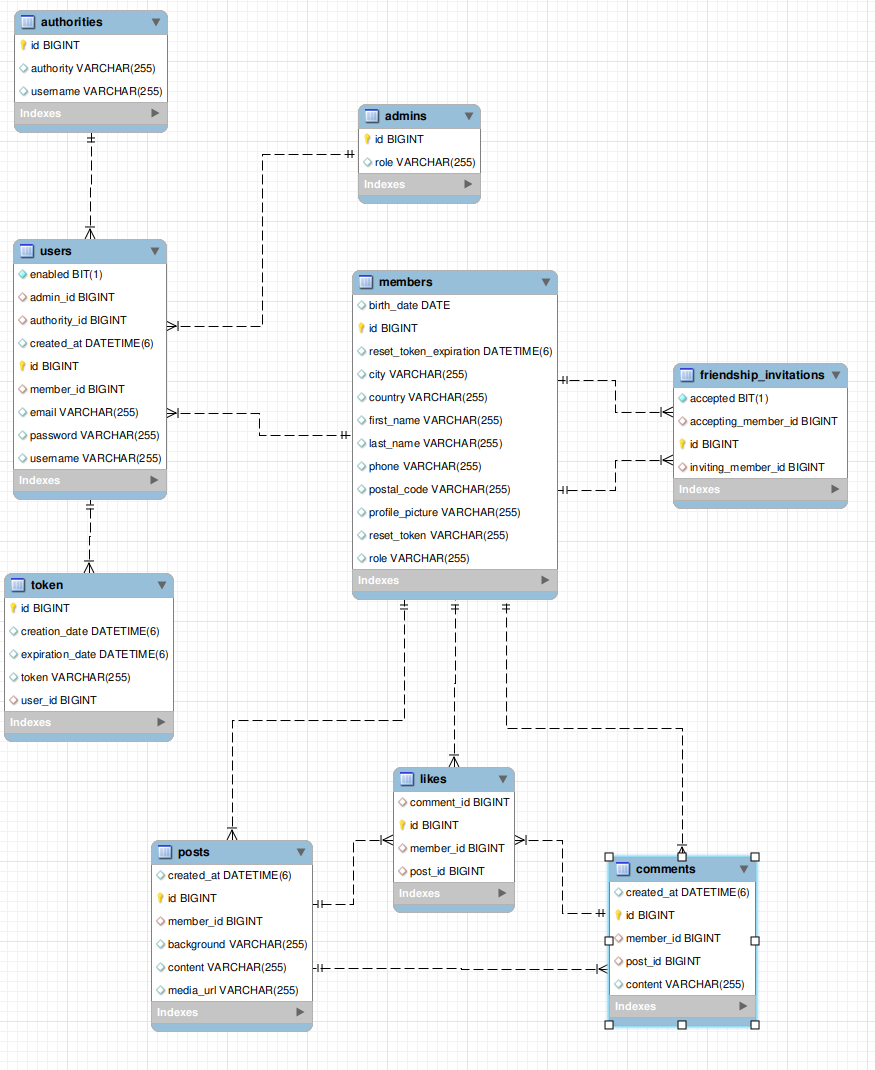 authorities
id BIGINT
authority VARCHAR(255)
username VARCHAR(255)
Indexes
admins
id BIGINT
role VARCHAR(255)
Indexes
users
enabled BIT(1)
admin_id BIGINT
authority_id BIGINT
created_at DATETIME(6)
id BIGINT
member_id BIGINT
email VARCHAR(255)
password VARCHAR(255)
username VARCHAR(255)
Indexes
members
birth_date DATE
id BIGINT
reset_token_expiration DATETIME(6)
city VARCHAR(255)
country VARCHAR(255)
first_name VARCHAR(255)
last_name VARCHAR(255)
phone VARCHAR(255)
postal_code VARCHAR(255)
profile_picture VARCHAR(255)
reset_token VARCHAR(255)
role VARCHAR(255)
Indexes
friendship_invitations
accepted BIT(1)
accepting_member_id BIGINT
id BIGINT
inviting_member_id BIGINT
Indexes
token
id BIGINT
creation_date DATETIME(6)
expiration_date DATETIME(6)
token VARCHAR(255)
user_id BIGINT
Indexes
likes
comment_id BIGINT
id BIGINT
member_id BIGINT
post_id BIGINT
Indexes
posts
created_at DATETIME(6)
id BIGINT
member_id BIGINT
background VARCHAR(255)
content VARCHAR(255)
media_url VARCHAR(255)
Indexes
comments
created_at DATETIME(6)
id BIGINT
member_id BIGINT
post_id BIGINT
content VARCHAR(255)
Indexes